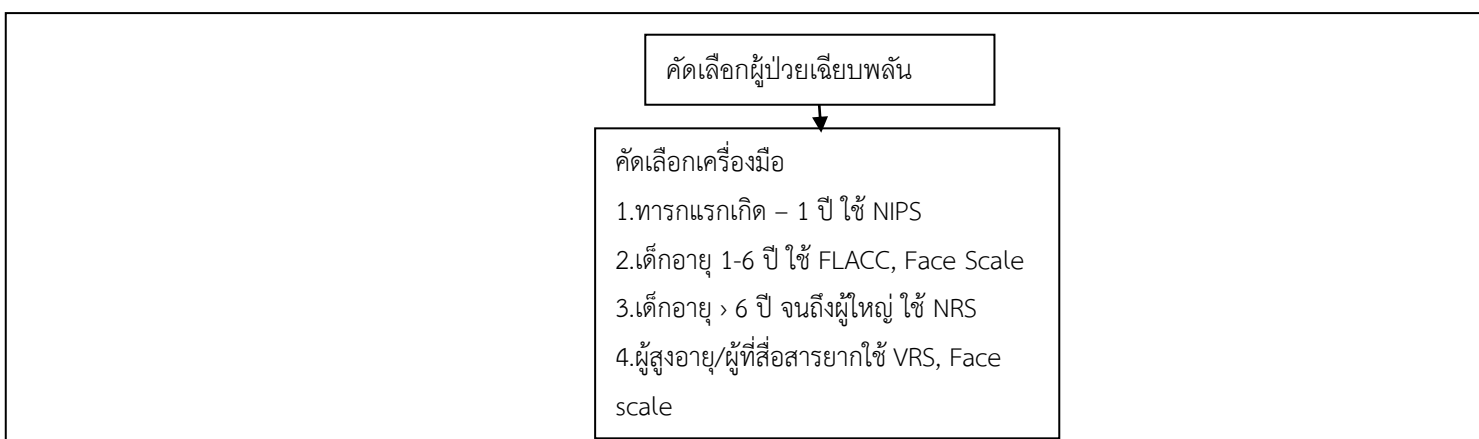 คัดเลือกผู้ป่วยเฉียบพลัน
คัดเลือกเครื่องมือ
1.ทารกแรกเกิด – 1 ปี ใช้ NIPS
2.เด็กอายุ 1-6 ปี ใช้ FLACC, Face Scale
3.เด็กอายุ › 6 ปี จนถึงผู้ใหญ่ ใช้ NRS
4.ผู้สูงอายุ/ผู้ที่สื่อสารยากใช้ VRS, Face
scale